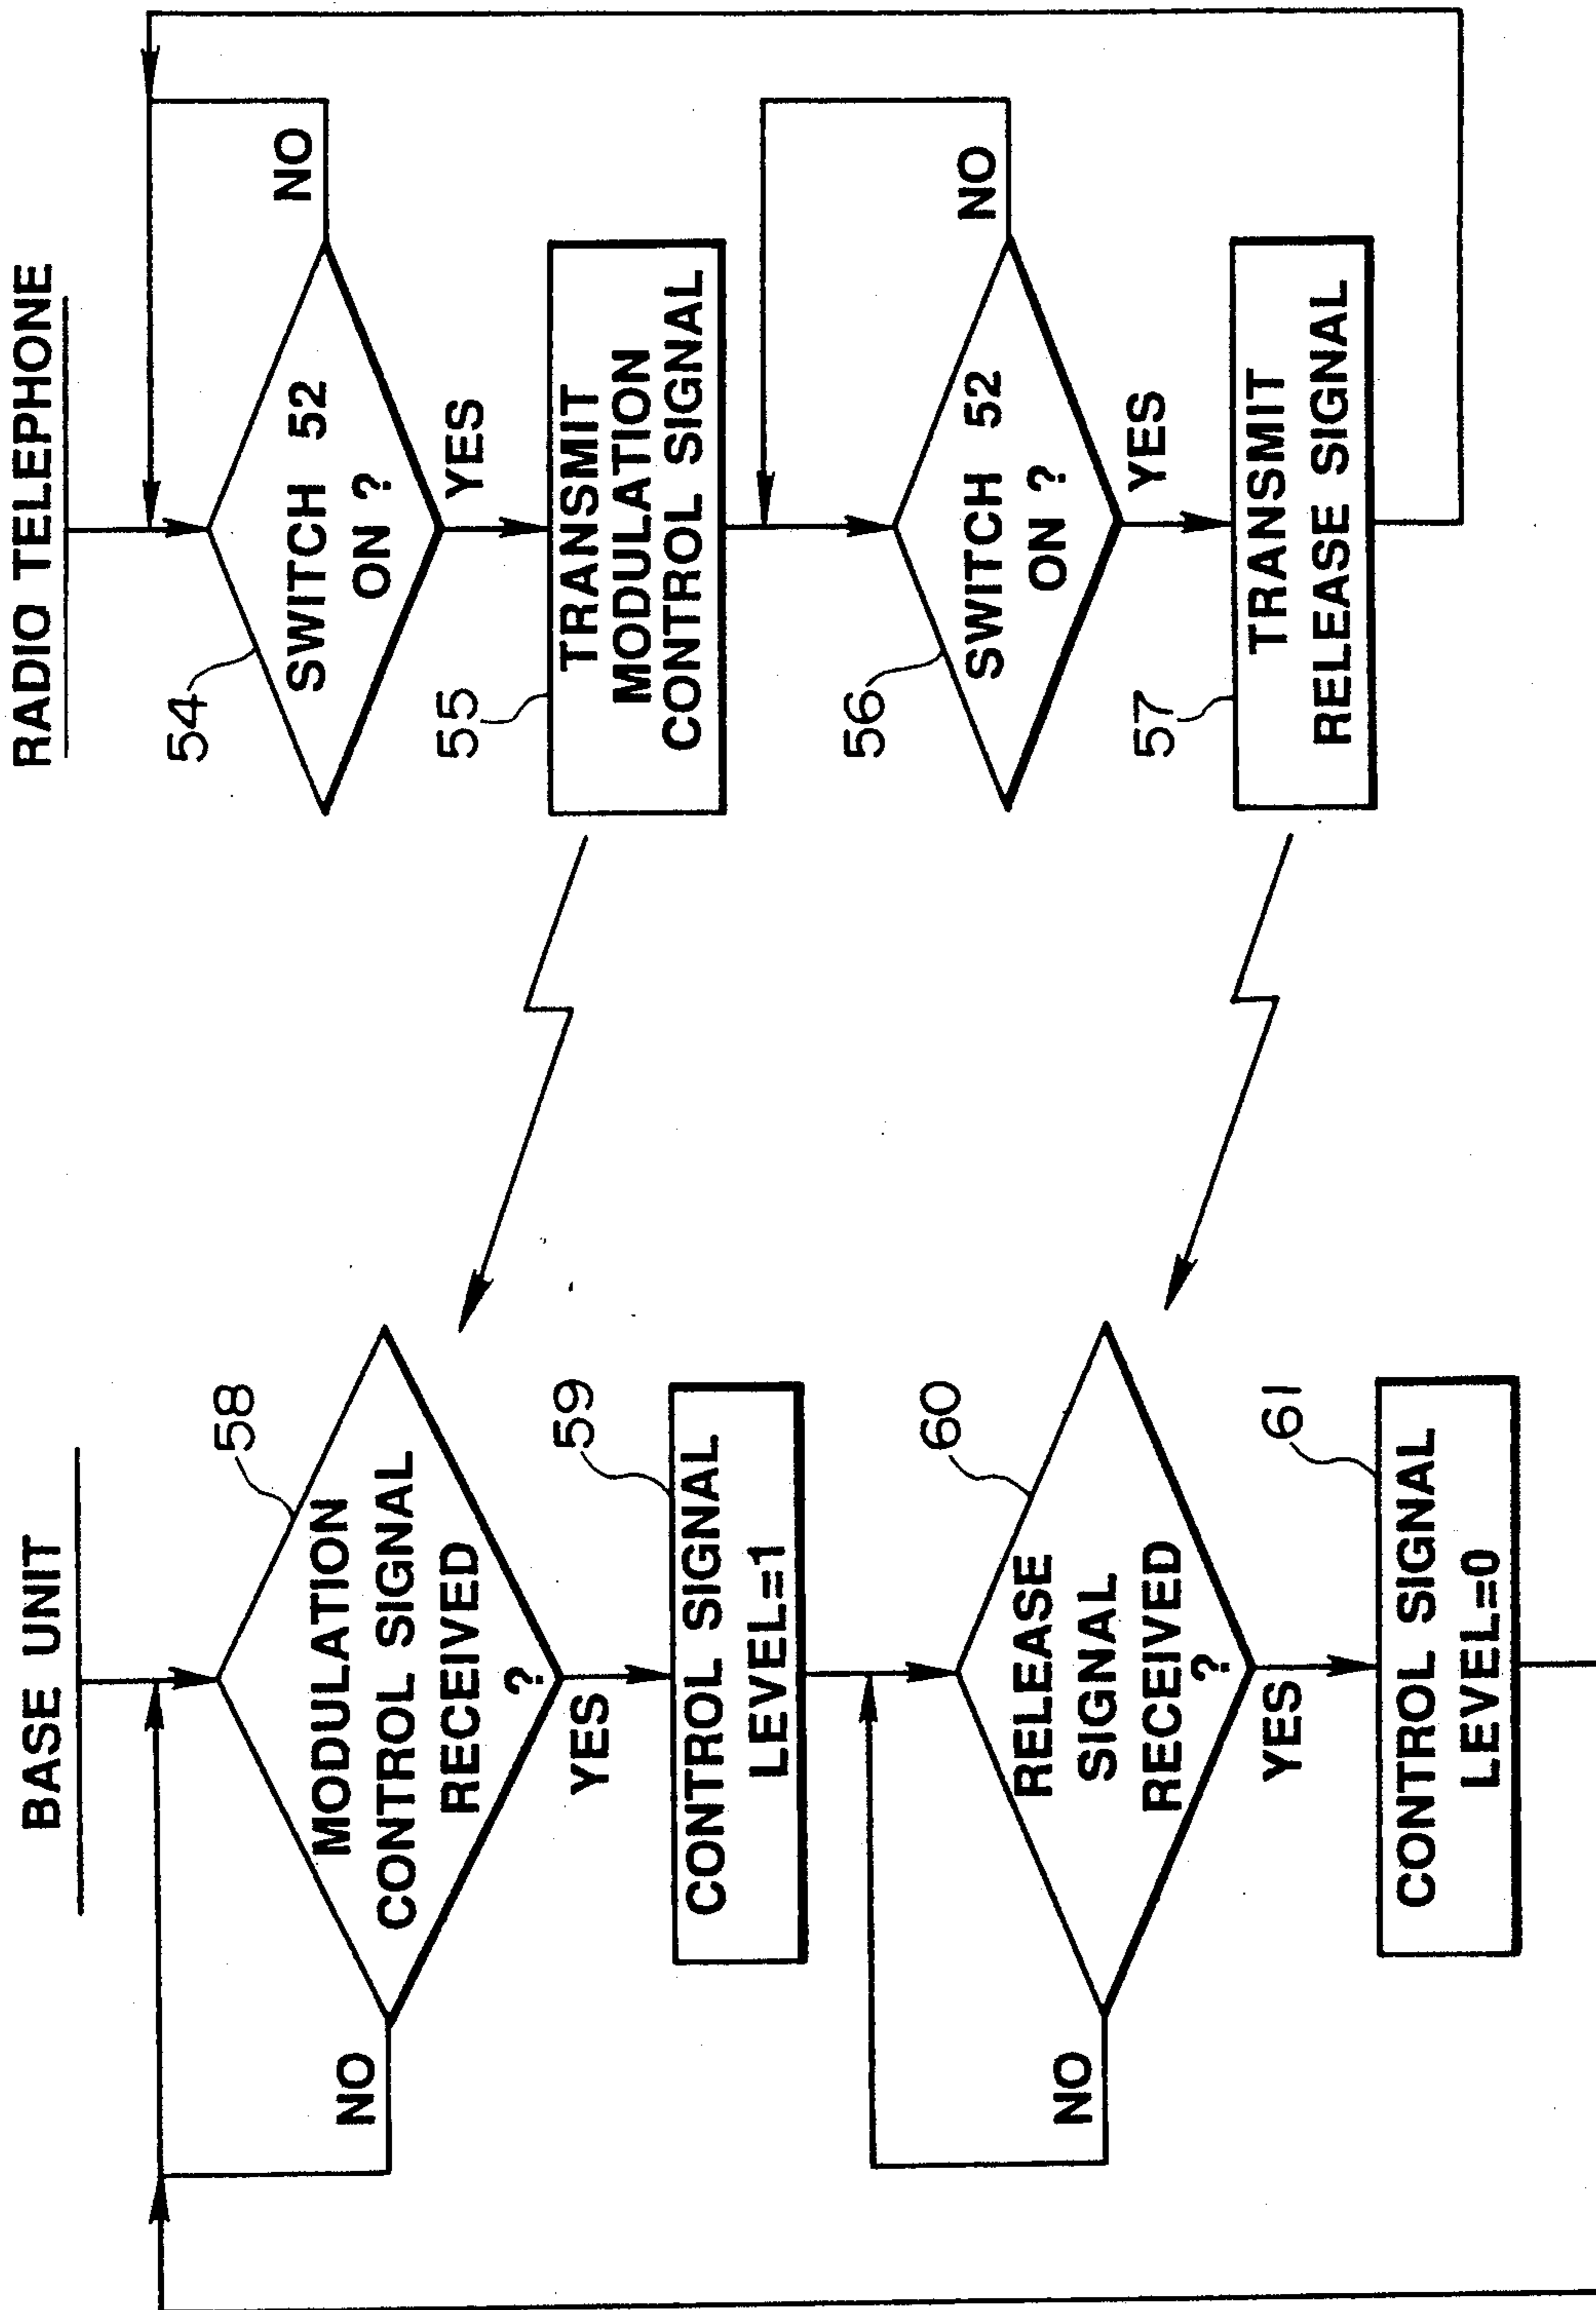 BASE UNIT
58
MODULATION
CONTROL SIGNAL
RECEIVED
?
NO
YES
59
CONTROL SIGNAL
LEVEL=1
60
RELEASE
SIGNAL
RECEIVED
?
NO
YES
61
CONTROL SIGNAL
LEVEL=0
RADIO TELEPHONE
54
SWITCH 52
ON ?
NO
YES
55
TRANSMIT
MODULATION
CONTROL SIGNAL
56
SWITCH 52
ON ?
NO
YES
57
TRANSMIT
RELEASE SIGNAL